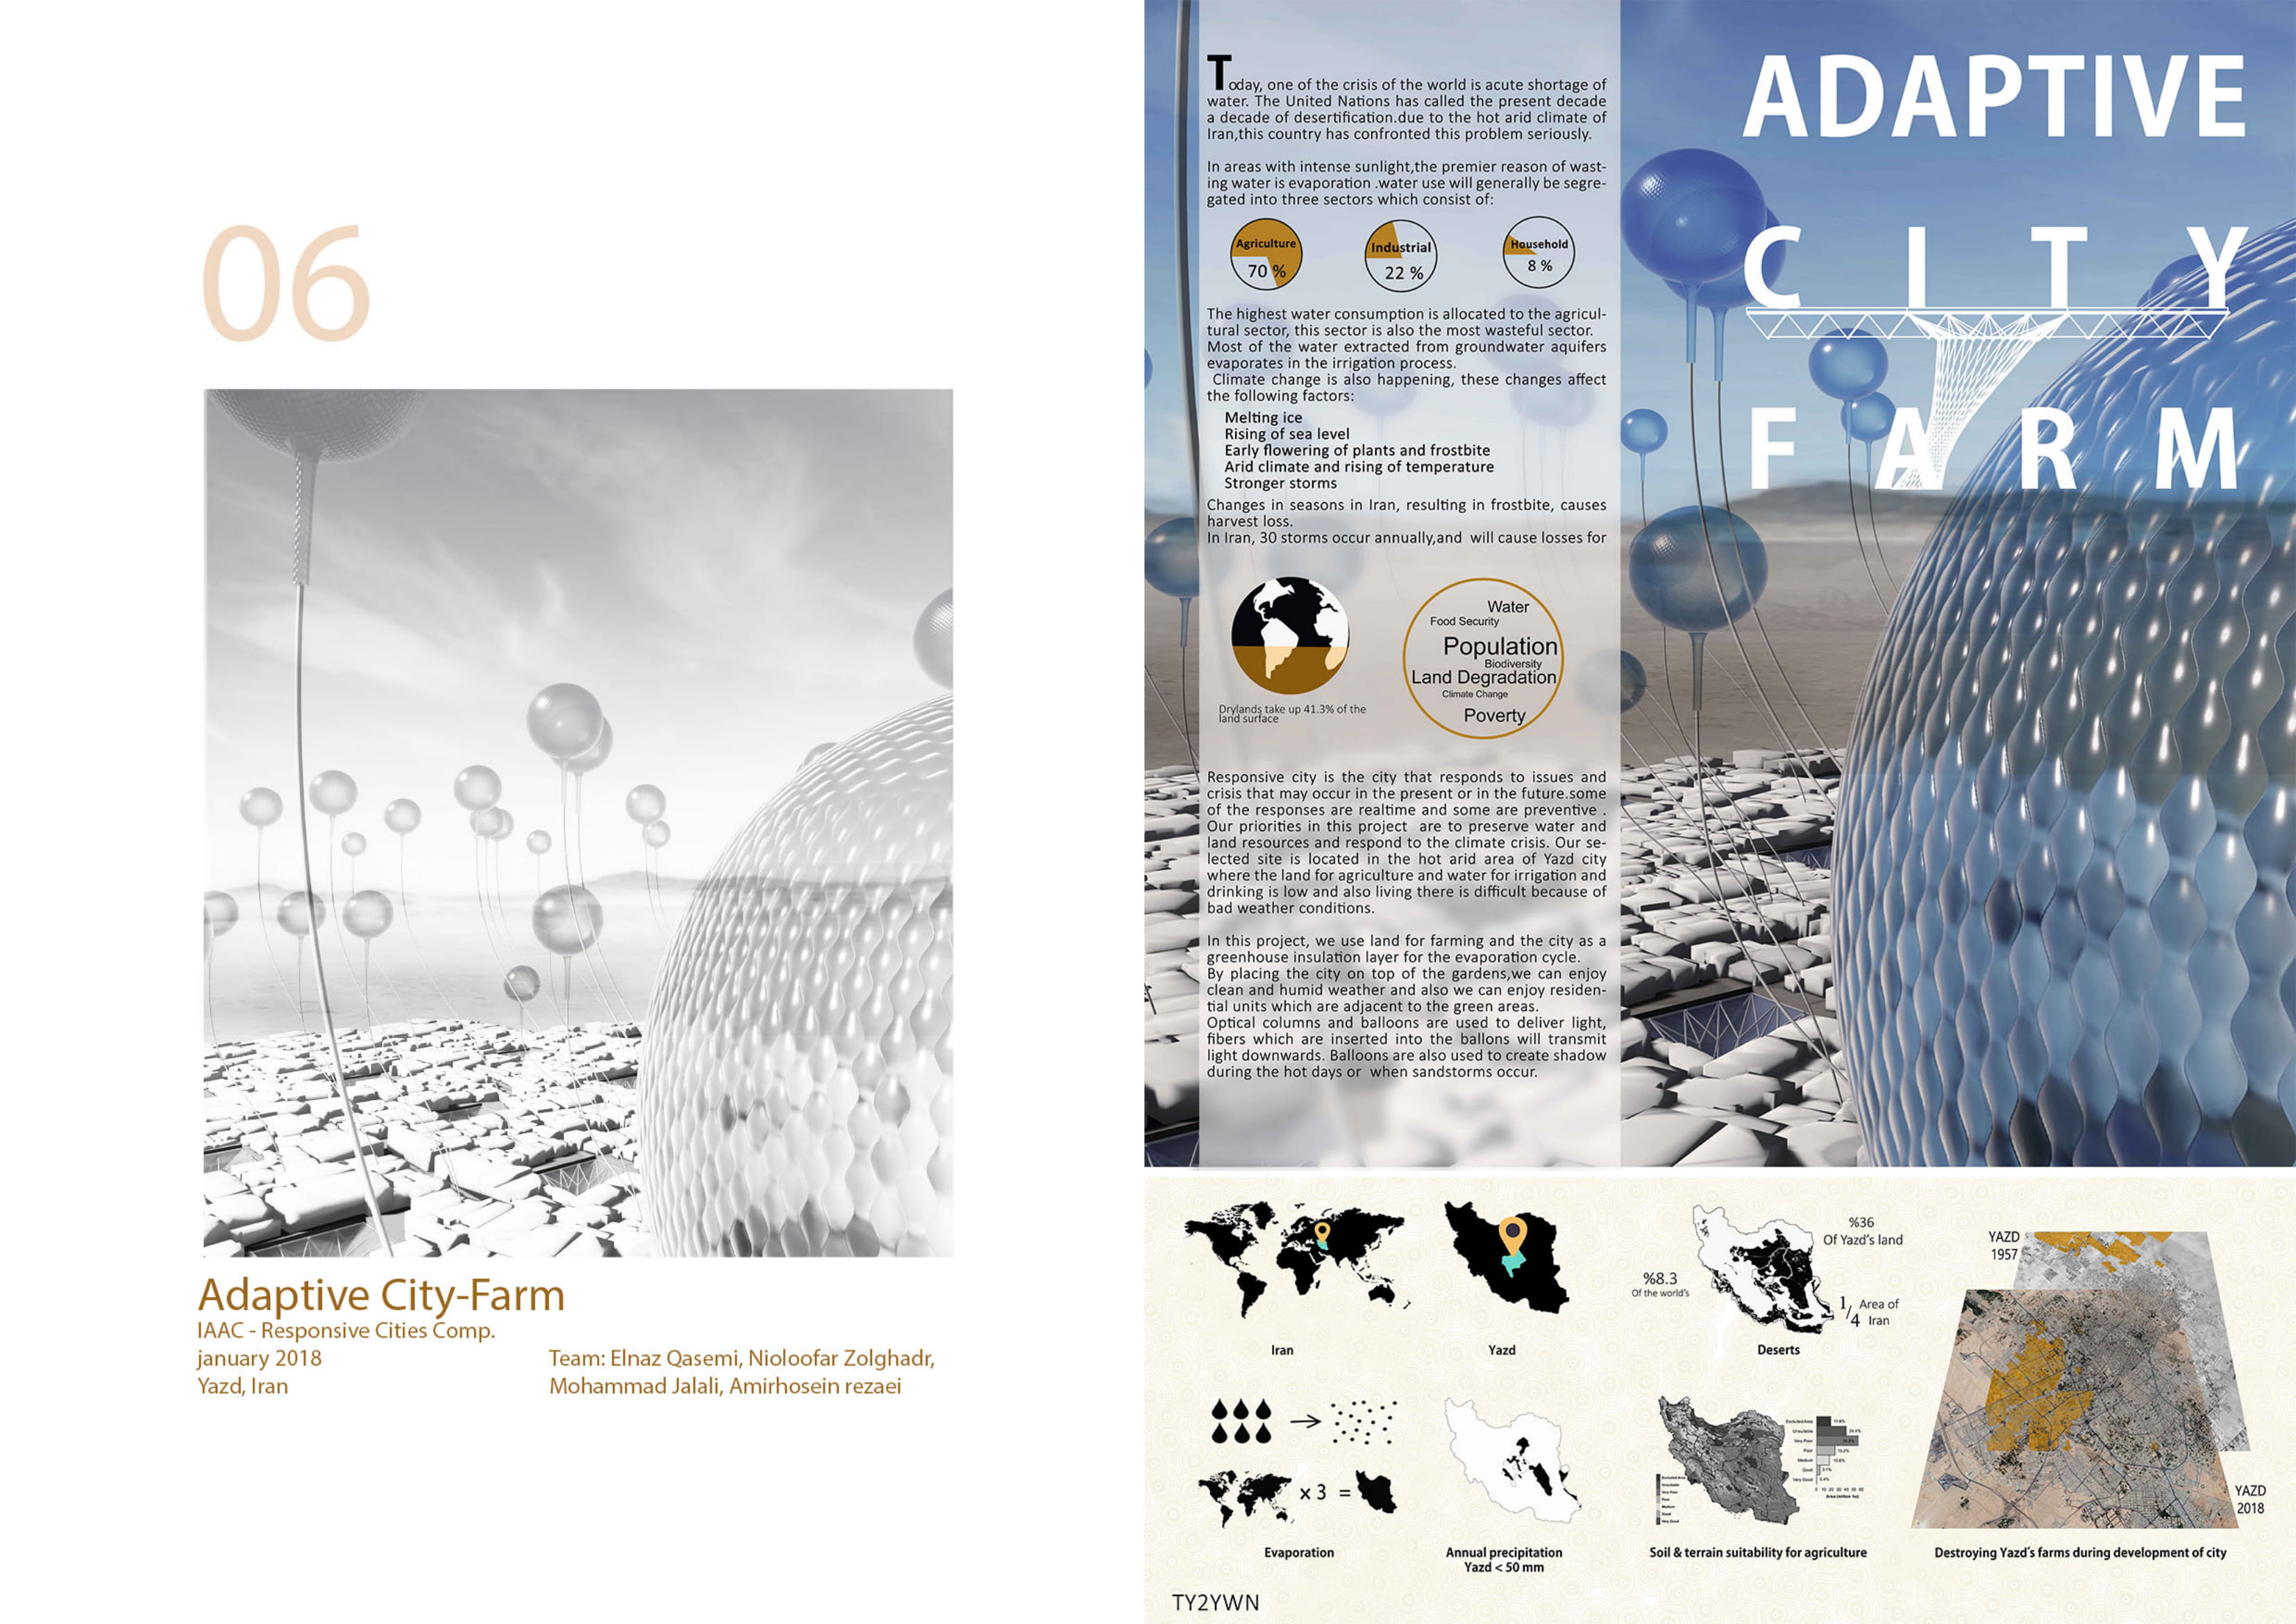 06
Adaptive City-Farm
IAAC - Responsive Cities Comp.
january 2018
Yazd, Iran
Team: Elnaz Qasemi, Nioloofar Zolghadr,
Mohammad Jalali, Amirhosein rezaei
Today, one of the crisis of the world is acute shortage of
water. The United Nations has called the present decade
a decade of desertification.due to the hot arid climate of
Iran,this country has confronted this problem seriously.
In areas with intense sunlight,the premier reason of wast-
ing water is evaporation .water use will generally be segre-
gated into three sectors which consist of:
Agriculture
70 %
Industrial
22 %
Household
8 %
The highest water consumption is allocated to the agricul-
tural sector, this sector is also the most wasteful sector.
Most of the water extracted from groundwater aquifers
evaporates in the irrigation process.
Climate change is also happening, these changes affect
the following factors:
Melting ice
Rising of sea level
Early flowering of plants and frostbite
Arid climate and rising of temperature
Stronger storms
Changes in seasons in Iran, resulting in frostbite, causes
harvest loss.
In Iran, 30 storms occur annually,and will cause losses for
Drylands take up 41.3% of the
land surface
Water
Food Security
Population
Biodiversity
Land Degradation
Climate Change
Poverty
Responsive city is the city that responds to issues and
crisis that may occur in the present or in the future.some
of the responses are realtime and some are preventive .
Our priorities in this project are to preserve water and
land resources and respond to the climate crisis. Our se-
lected site is located in the hot arid area of Yazd city
where the land for agriculture and water for irrigation and
drinking is low and also living there is difficult because of
bad weather conditions.
In this project, we use land for farming and the city as a
greenhouse insulation layer for the evaporation cycle.
By placing the city on top of the gardens,we can enjoy
clean and humid weather and also we can enjoy residen-
tial units which are adjacent to the green areas.
Optical columns and balloons are used to deliver light,
fibers which are inserted into the ballons will transmit
light downwards. Balloons are also used to create shadow
during the hot days or when sandstorms occur.
ADAPTIVE
CITY
FARM
Iran
Yazd
%36
Of Yazd's land
%8.3
Of the world's
1/4 Area of
Iran
Deserts
YAZD
1957
YAZD
2018
x 3 =
Evaporation
Annual precipitation
Yazd < 50 mm
Soil & terrain suitability for agriculture
Destroying Yazd's farms during development of city
TY2YWN